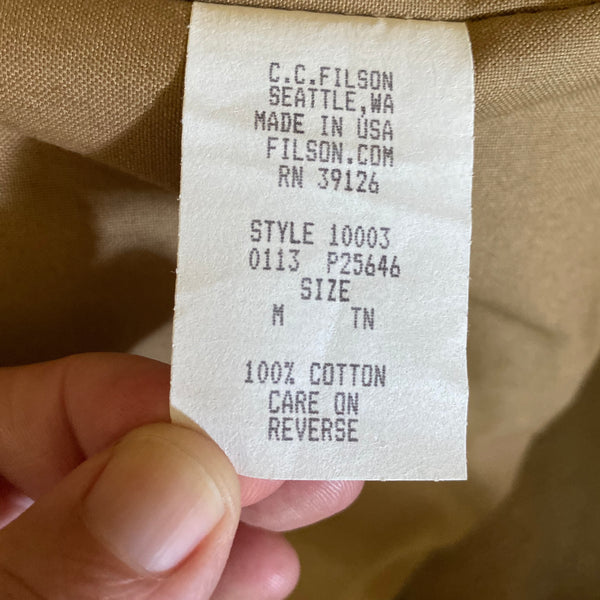 C.C.FILSON
SEATTLE,WA
MADE IN USA
FILSON.COM
RN 39126
STYLE 10003
0113 P25646
SIZE
M TN
100% COTTON
CARE ON
REVERSE